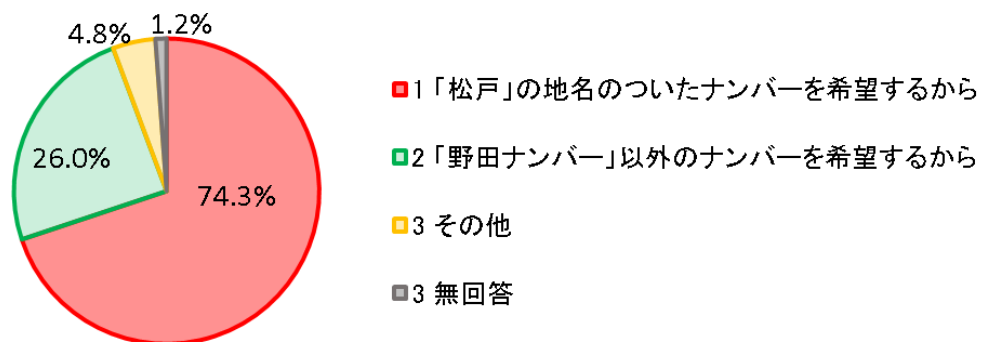 4.8%
1.2%
26.0%
74.3%
1「松戸」の地名のついたナンバーを希望するから
2「野田ナンバー」以外のナンバーを希望するから
3 その他
3 無回答